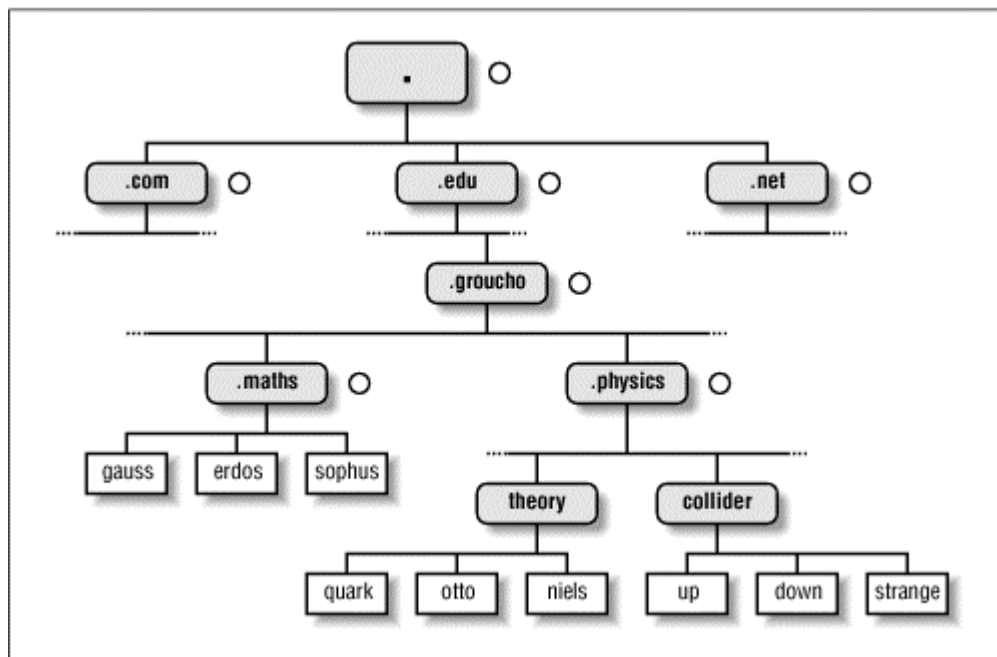 .
.com .edu .net
.groucho
.maths .physics
gauss erdos sophus
theory collider
quark otto niels up down strange